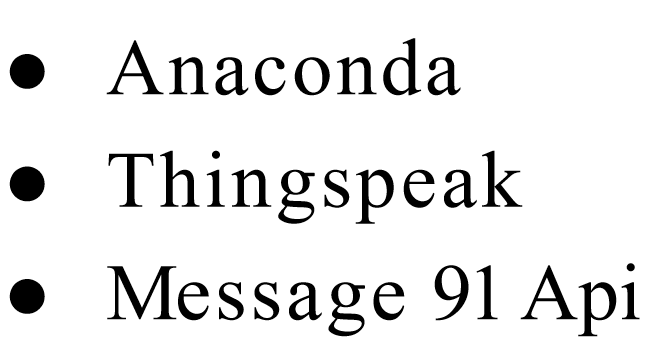 ● Anaconda
● Thingspeak
● Message 91 Api